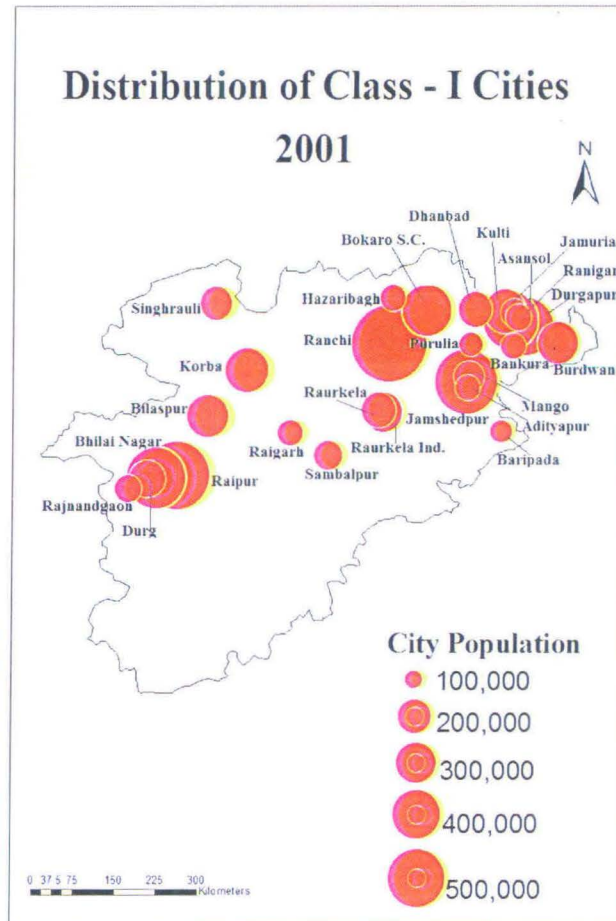 Distribution of Class - I Cities
2001
N
Dhanbad
Kulti
Jamuria
Bokaro S.C.
Asansol
Ranigan
Hazaribagh
Durgapur
Singhrauli
Ranchi
Purulia
Bankura
Burdwan
Korba
Raurkela
Mango
Bilaspur
Jamshedpur
Adityapur
Bhilai Nagar
Raigarh
Raurkela Ind.
Baripada
Sambalpur
Raipur
Rajnandgaon
Durg
City Population
100,000
200,000
300,000
400,000
500,000
0 37.5 75 150 225 300
Kilometers